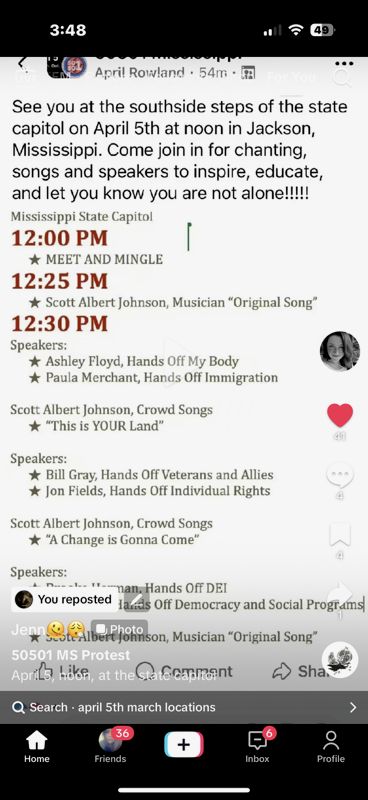 3:48
49
April Rowland · 54m ·
For You
See you at the southside steps of the state
capitol on April 5th at noon in Jackson,
Mississippi. Come join in for chanting,
songs and speakers to inspire, educate,
and let you know you are not alone!!!!!
Mississippi State Capitol
12:00 PM
★ MEET AND MINGLE
12:25 PM
★ Scott Albert Johnson, Musician “Original Song”
12:30 PM
Speakers:
★ Ashley Floyd, Hands Off My Body
★ Paula Merchant, Hands Off Immigration
Scott Albert Johnson, Crowd Songs
★ “This is YOUR Land”
41
Speakers:
★ Bill Gray, Hands Off Veterans and Allies
★ Jon Fields, Hands Off Individual Rights
4
Scott Albert Johnson, Crowd Songs
★ “A Change is Gonna Come”
4
Speakers:
Hands Off DEI
You reposted
Hands Off Democracy and Social Programs
1
Jenn🫠😮‍💨 Photo
★ Scott Albert Johnson, Musician “Original Song”
50501 MS Protest
Like Comment Share
April 5, noon, at the state capitol
Search · april 5th march locations
36
6
Home
Friends
Inbox
Profile